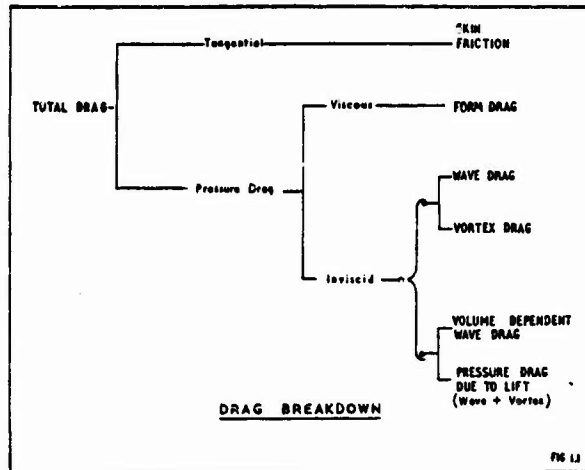 SKIN
Tangential FRICTION
Viscous FORM DRAG
TOTAL DRAG
WAVE DRAG
Pressure Drag
VORTEX DRAG
Inviscid
VOLUME DEPENDENT
WAVE DRAG
PRESSURE DRAG
DUE TO LIFT
(Wave + Vortex)
DRAG BREAKDOWN
FIG 1.1